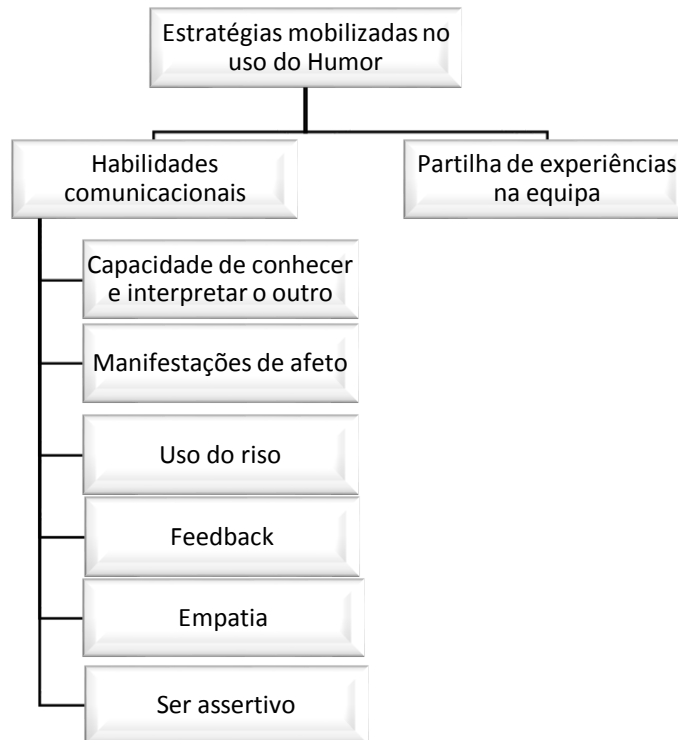 Estratégias mobilizadas no
uso do Humor
Habilidades
comunicacionais
Partilha de experiências
na equipa
Capacidade de conhecer
e interpretar o outro
Manifestações de afeto
Uso do riso
Feedback
Empatia
Ser assertivo